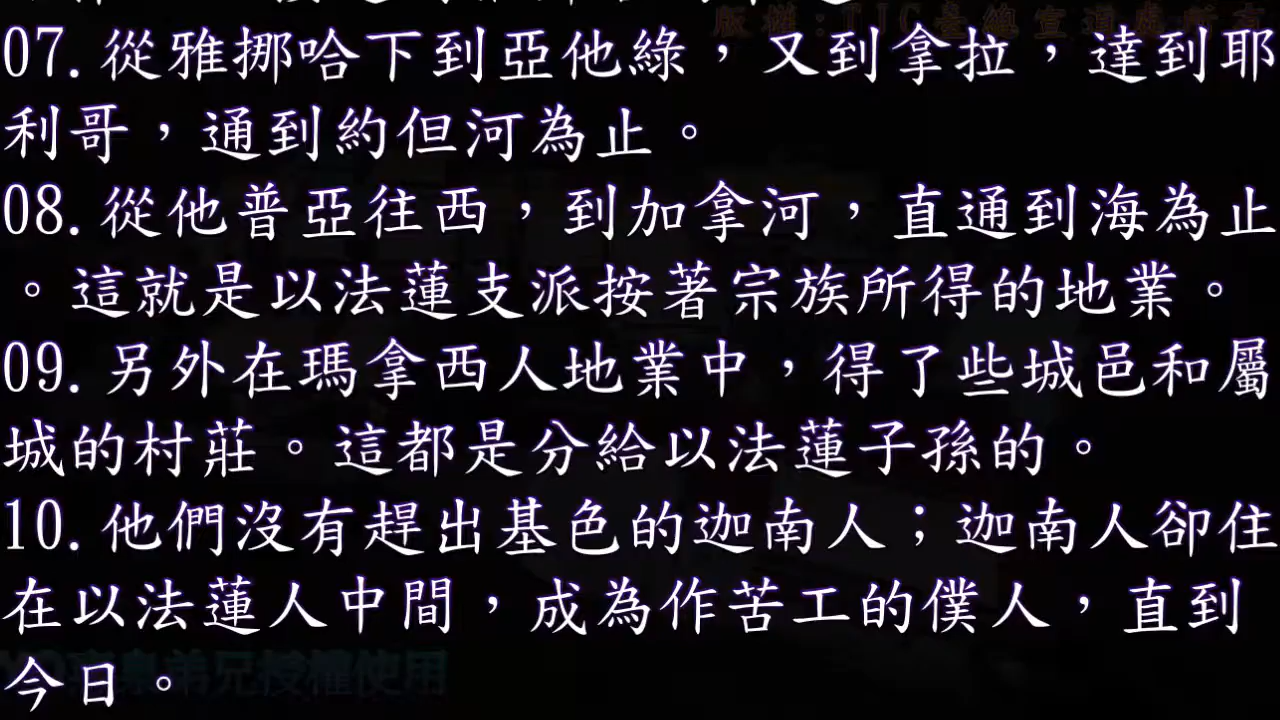 07.從雅挪哈下到亞他綠，又到拿拉，達到耶
利哥，通到約但河為止。
08.從他普亞往西，到加拿河，直通到海為止
。這就是以法蓮支派按著宗族所得的地業。
09.另外在瑪拿西人地業中，得了些城邑和屬
城的村莊。這都是分給以法蓮子孫的。
10.他們沒有趕出基色的迦南人；迦南人卻住
在以法蓮人中間，成為作苦工的僕人，直到
今日。
弟兄授權使用